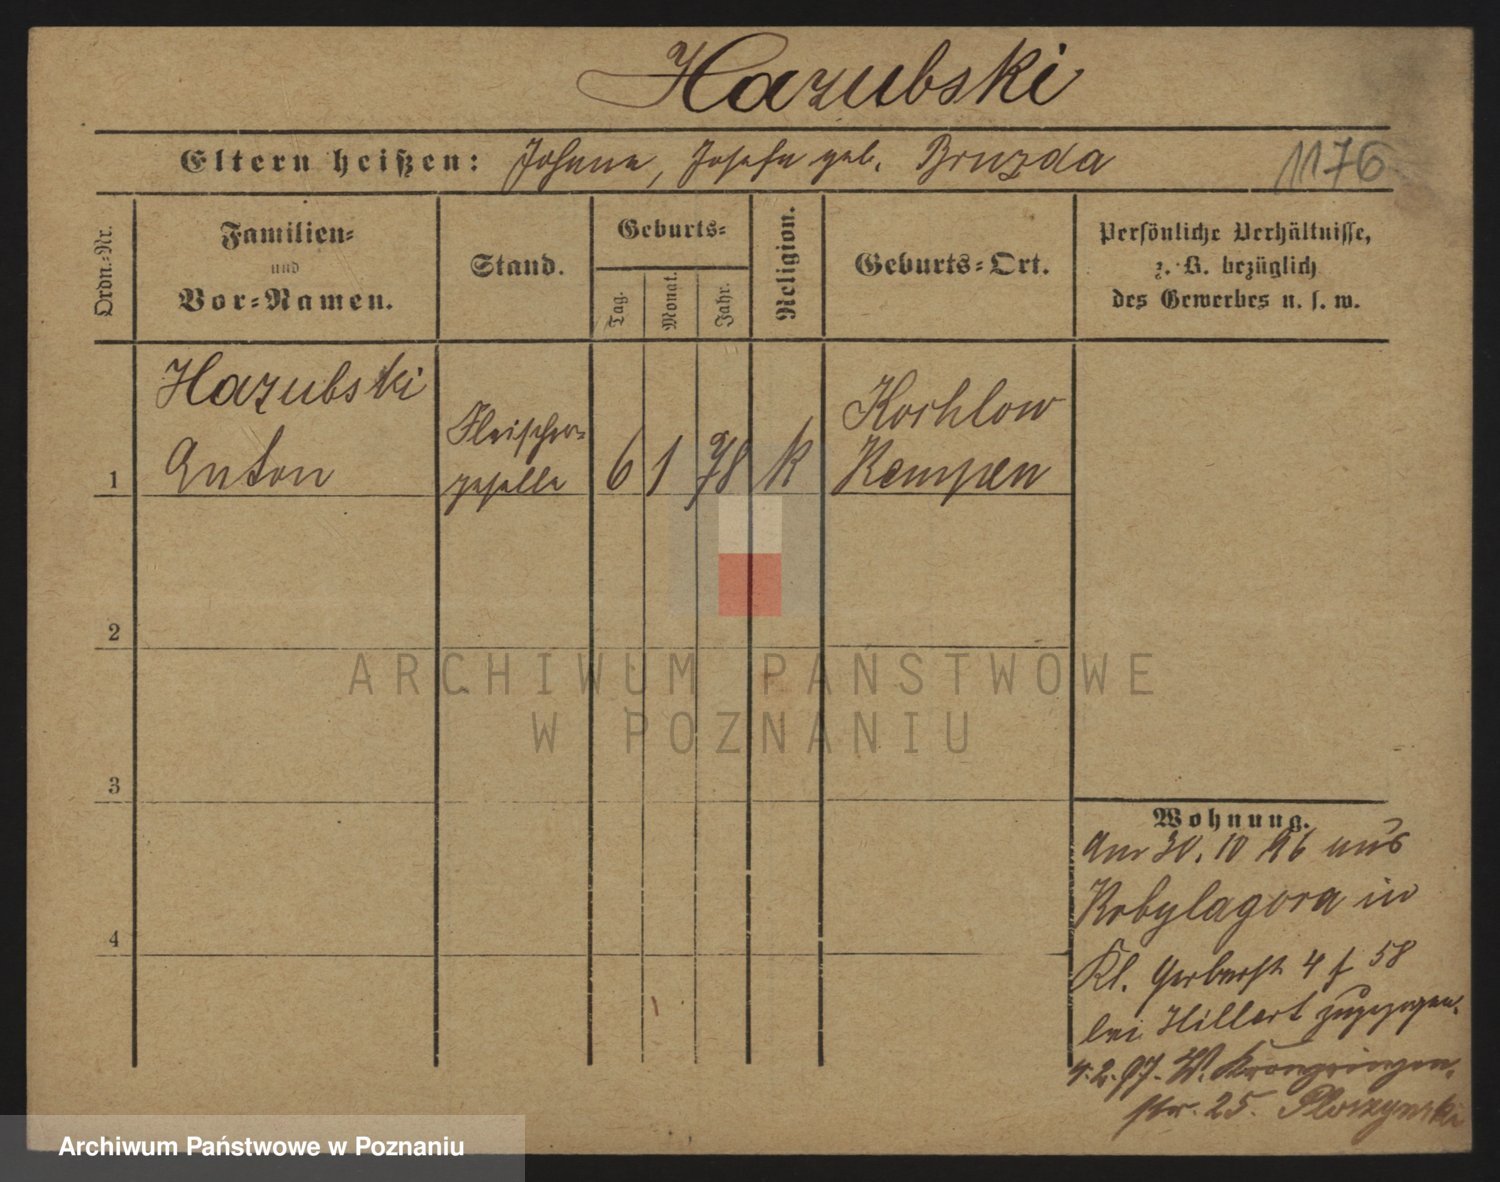 Hazubski
Eltern heißen: Johann, Josefa geb. Bruzda
1176
Ordn.-Nr.
Familien-
und
Vor-Namen.
Stand.
Geburts-
Tag.
Monat.
Jahr.
Religion.
Geburts-Ort.
Persönliche Verhältnisse,
z. B. bezüglich
des Gewerbes u. s. w.
Hazubski
Anton
Fleischer-
geselle
1
6
1
78
k
Kochlow
Kempen
2
3
4
Wohnung.
Am 30. 10 96 aus
Kobylagora in
Kl. Gerberst 4 f 58
bei Hillert zugezogen.
4.2.97. W. Kronprinzen-
str. 25.
ARCHIWUM PAŃSTWOWE
W POZNANIU
Archiwum Państwowe w Poznaniu